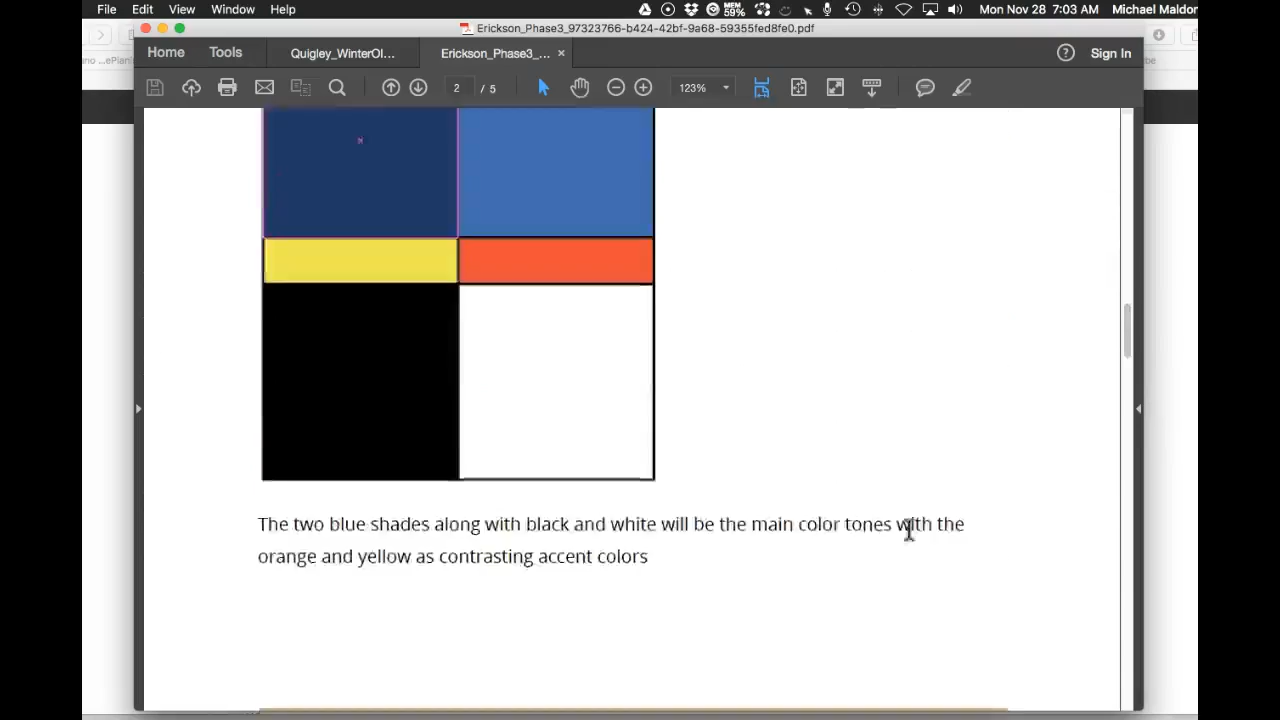 File Edit View Window Help
MEM 59% Mon Nov 28 7:03 AM Michael Maldor
Erickson_Phase3_97323766-b424-42bf-9a68-59355fed8fe0.pdf
Home Tools Quigley_WinterOl... Erickson_Phase3_... × ? Sign In
2 / 5 123%
The two blue shades along with black and white will be the main color tones with the
orange and yellow as contrasting accent colors